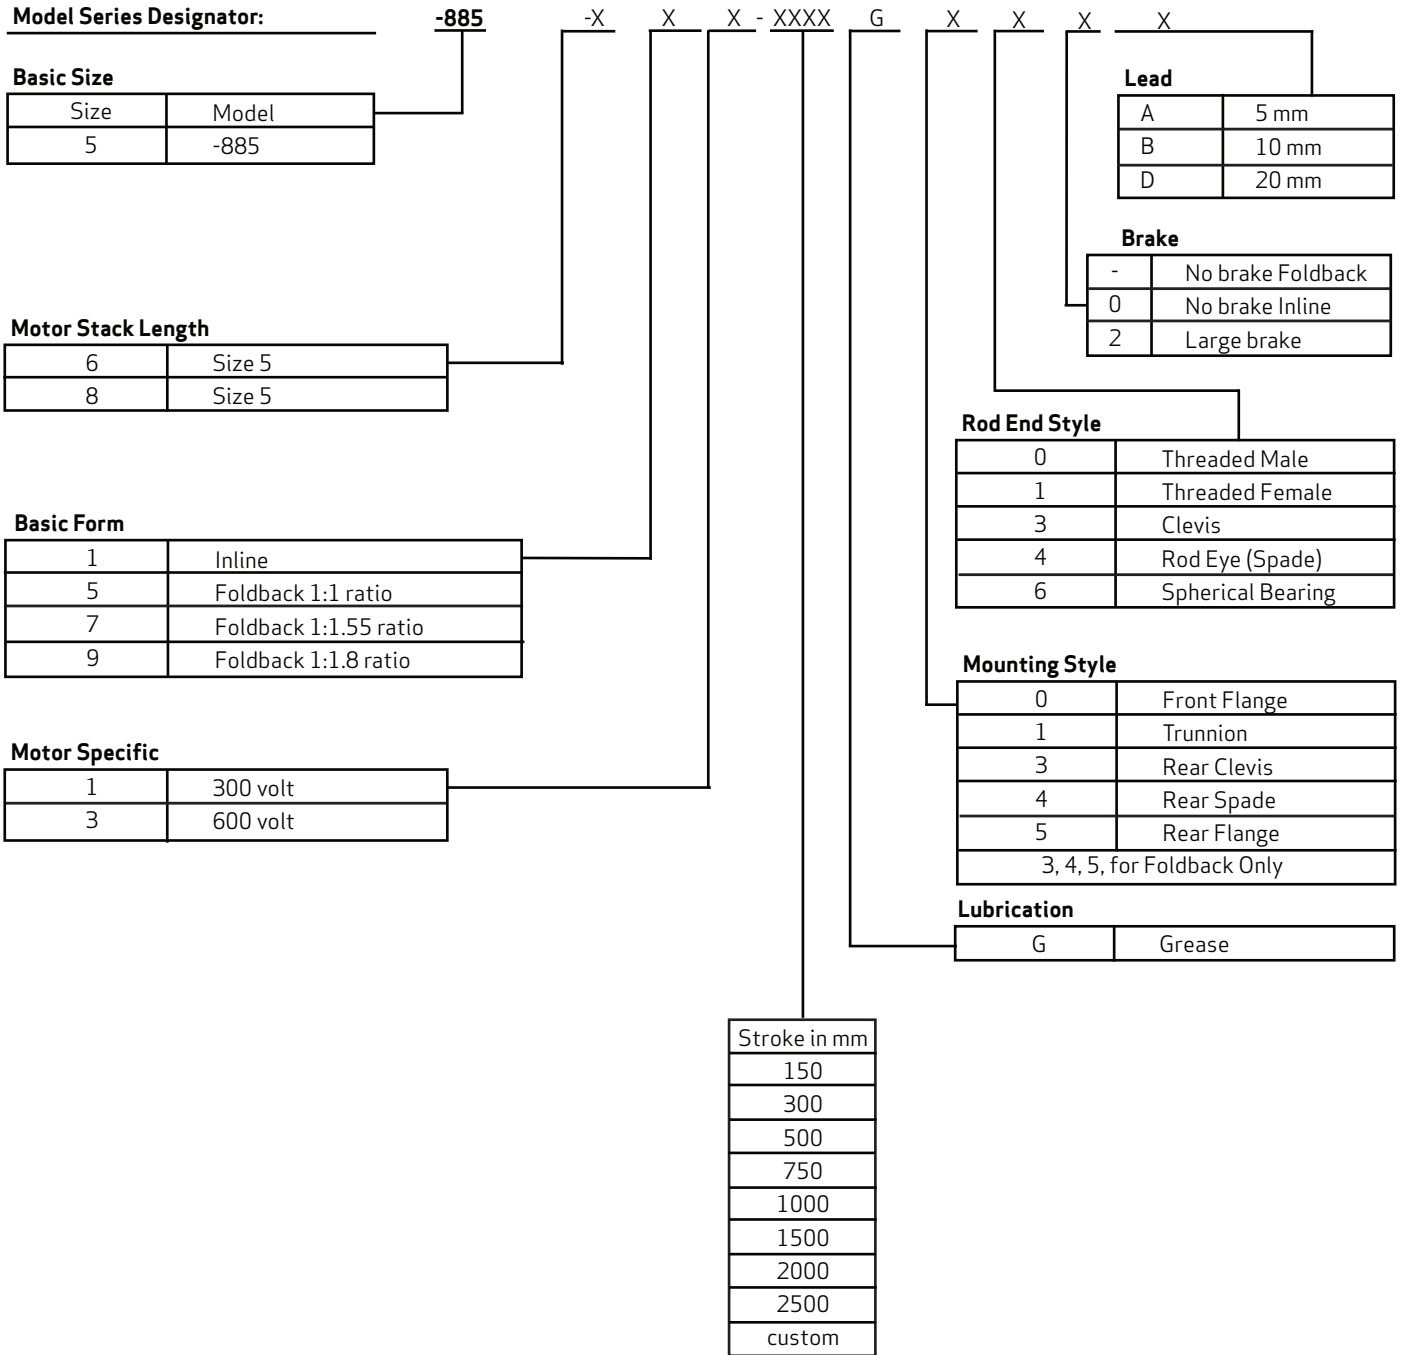 Model Series Designator: -885 -X X X - XXXX G X X X X
Basic Size
Size Model
5 -885
Lead
A 5 mm
B 10 mm
D 20 mm
Brake
- No brake Foldback
0 No brake Inline
2 Large brake
Motor Stack Length
6 Size 5
8 Size 5
Rod End Style
0 Threaded Male
1 Threaded Female
3 Clevis
4 Rod Eye (Spade)
6 Spherical Bearing
Basic Form
1 Inline
5 Foldback 1:1 ratio
7 Foldback 1:1.55 ratio
9 Foldback 1:1.8 ratio
Mounting Style
0 Front Flange
1 Trunnion
3 Rear Clevis
4 Rear Spade
5 Rear Flange
3, 4, 5, for Foldback Only
Motor Specific
1 300 volt
3 600 volt
Lubrication
G Grease
Stroke in mm
150
300
500
750
1000
1500
2000
2500
custom